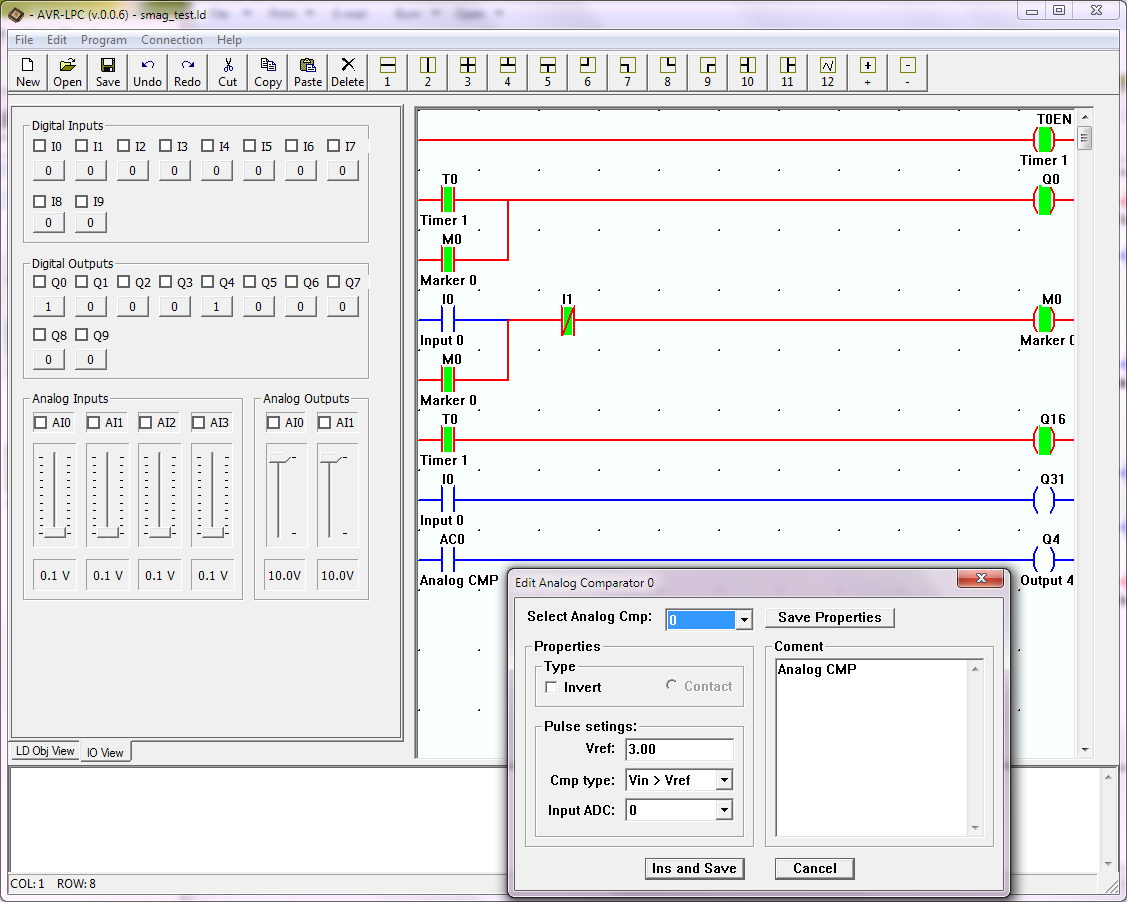 - AVR-LPC (v.0.0.6) - smag_test.ld
File Edit Program Connection Help
New Open Save Undo Redo Cut Copy Paste Delete 1 2 3 4 5 6 7 8 9 10 11 12 + -
Digital Inputs
I0 I1 I2 I3 I4 I5 I6 I7
0 0 0 0 0 0 0 0
I8 I9
0 0
Digital Outputs
Q0 Q1 Q2 Q3 Q4 Q5 Q6 Q7
1 0 0 0 1 0 0 0
Q8 Q9
0 0
Analog Inputs
AI0 AI1 AI2 AI3
0.1 V 0.1 V 0.1 V 0.1 V
Analog Outputs
AI0 AI1
10.0V 10.0V
LD Obj View IO View
T0EN
Timer 1
T0 Q0
Timer 1
M0
Marker 0
I0 I1 M0
Input 0 Marker 0
M0
Marker 0
T0 Q16
Timer 1
I0 Q31
Input 0
AC0 Q4
Analog CMP Output 4
Edit Analog Comparator 0
Select Analog Cmp: 0 Save Properties
Properties
Type
Invert Contact
Pulse setings:
Vref: 3.00
Cmp type: Vin > Vref
Input ADC: 0
Coment
Analog CMP
Ins and Save Cancel
COL: 1 ROW: 8